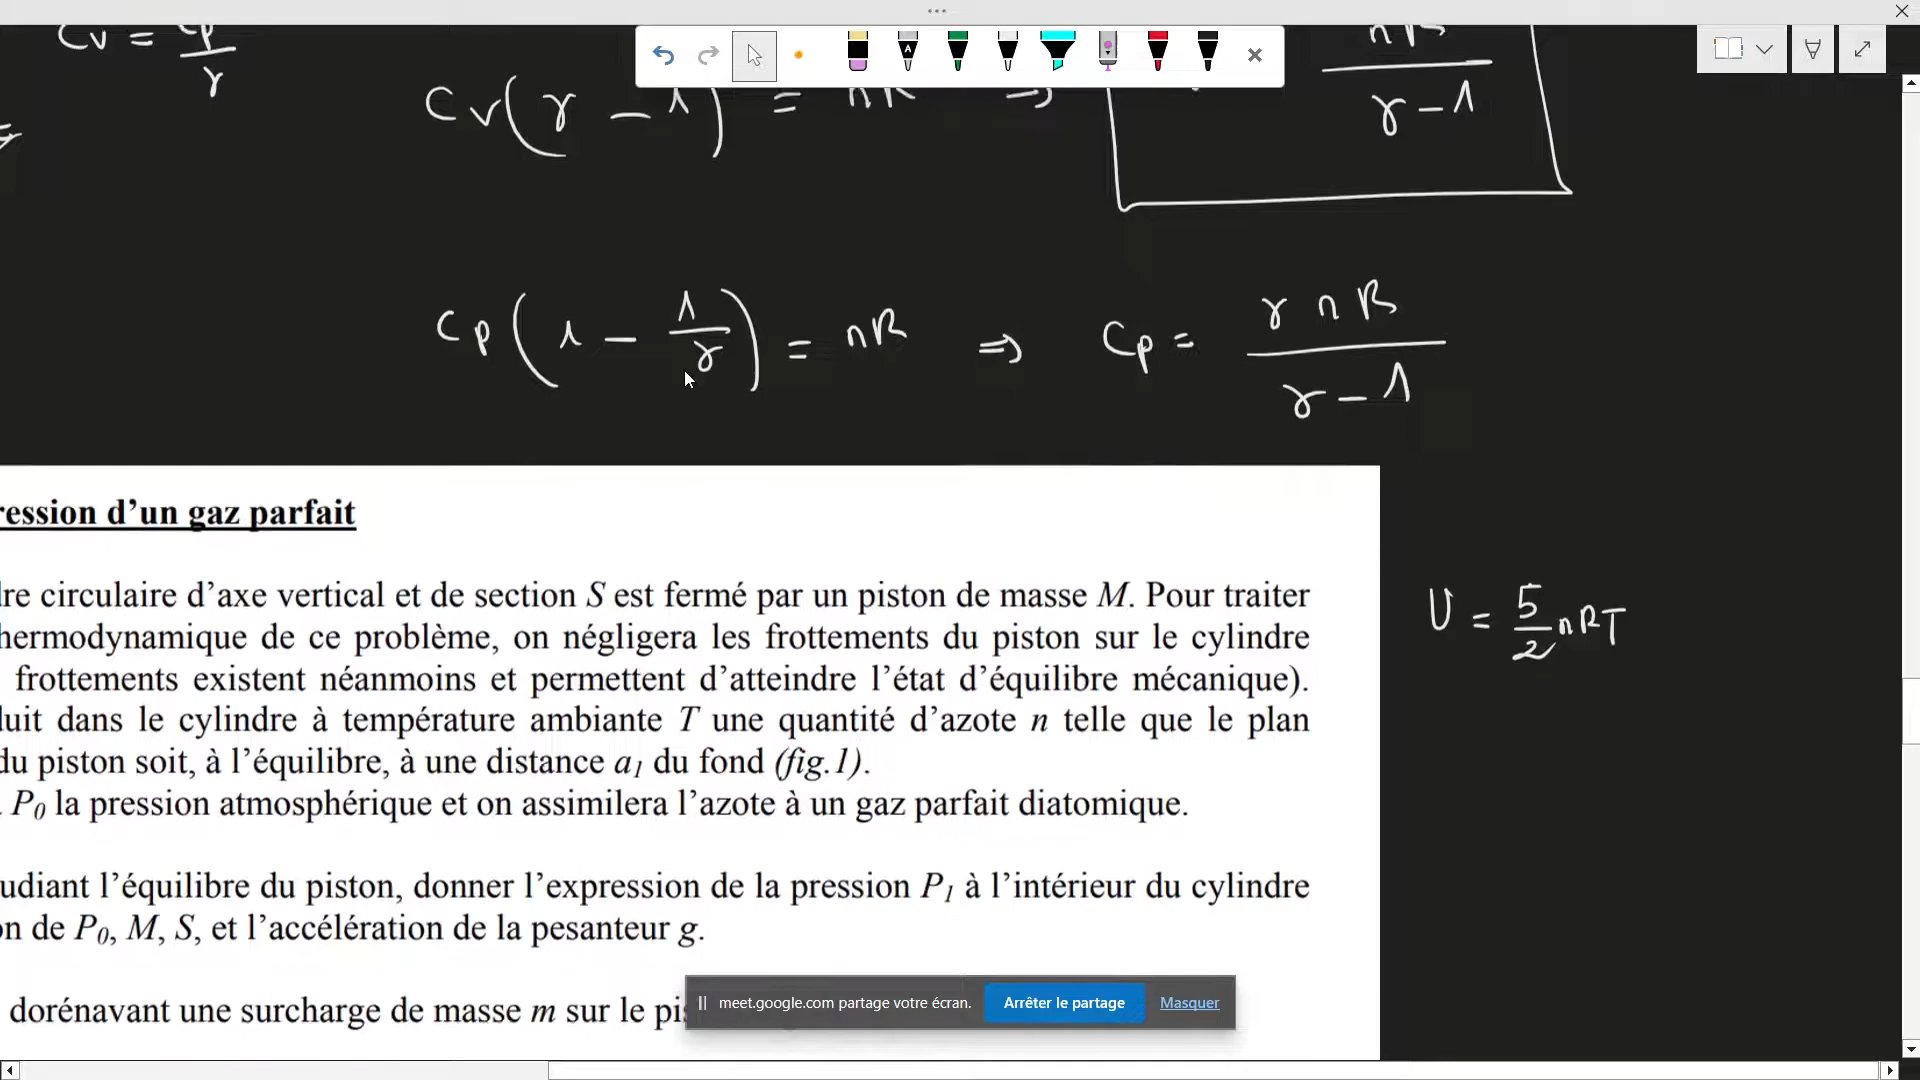 Cv = Cp/γ
Cv(γ - 1) = nR ⇒
nR/γ - 1
Cp(1 - 1/γ) = nR ⇒ Cp = γ n R/γ - 1
ression d'un gaz parfait
dre circulaire d'axe vertical et de section S est fermé par un piston de masse M. Pour traiter
hermodynamique de ce problème, on négligera les frottements du piston sur le cylindre
frottements existent néanmoins et permettent d'atteindre l'état d'équilibre mécanique).
U = 5/2 nRT
duit dans le cylindre à température ambiante T une quantité d'azote n telle que le plan
du piston soit, à l'équilibre, à une distance a1 du fond (fig.1).
P0 la pression atmosphérique et on assimilera l'azote à un gaz parfait diatomique.
udiant l'équilibre du piston, donner l'expression de la pression P1 à l'intérieur du cylindre
on de P0, M, S, et l'accélération de la pesanteur g.
dorénavant une surcharge de masse m sur le pis
meet.google.com partage votre écran. Arrêter le partage Masquer